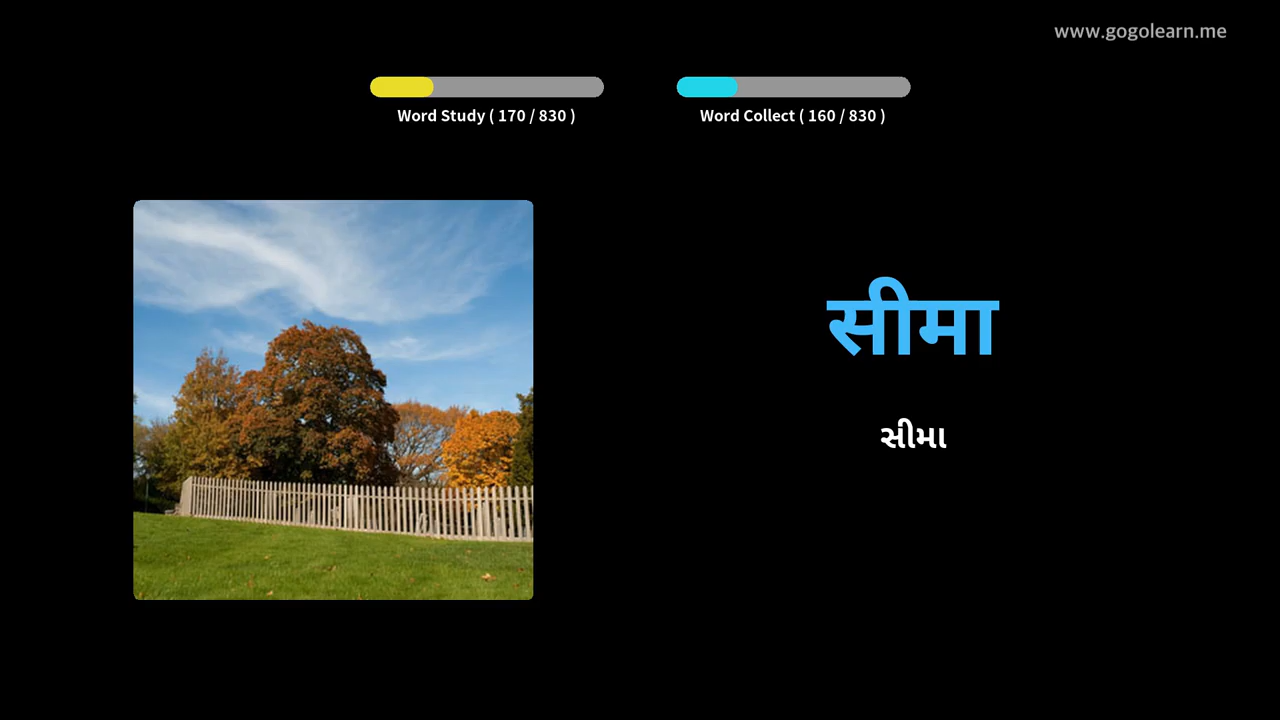 www.gogolearn.me
Word Study ( 170 / 830 )
Word Collect ( 160 / 830 )
सीमा
સીમા